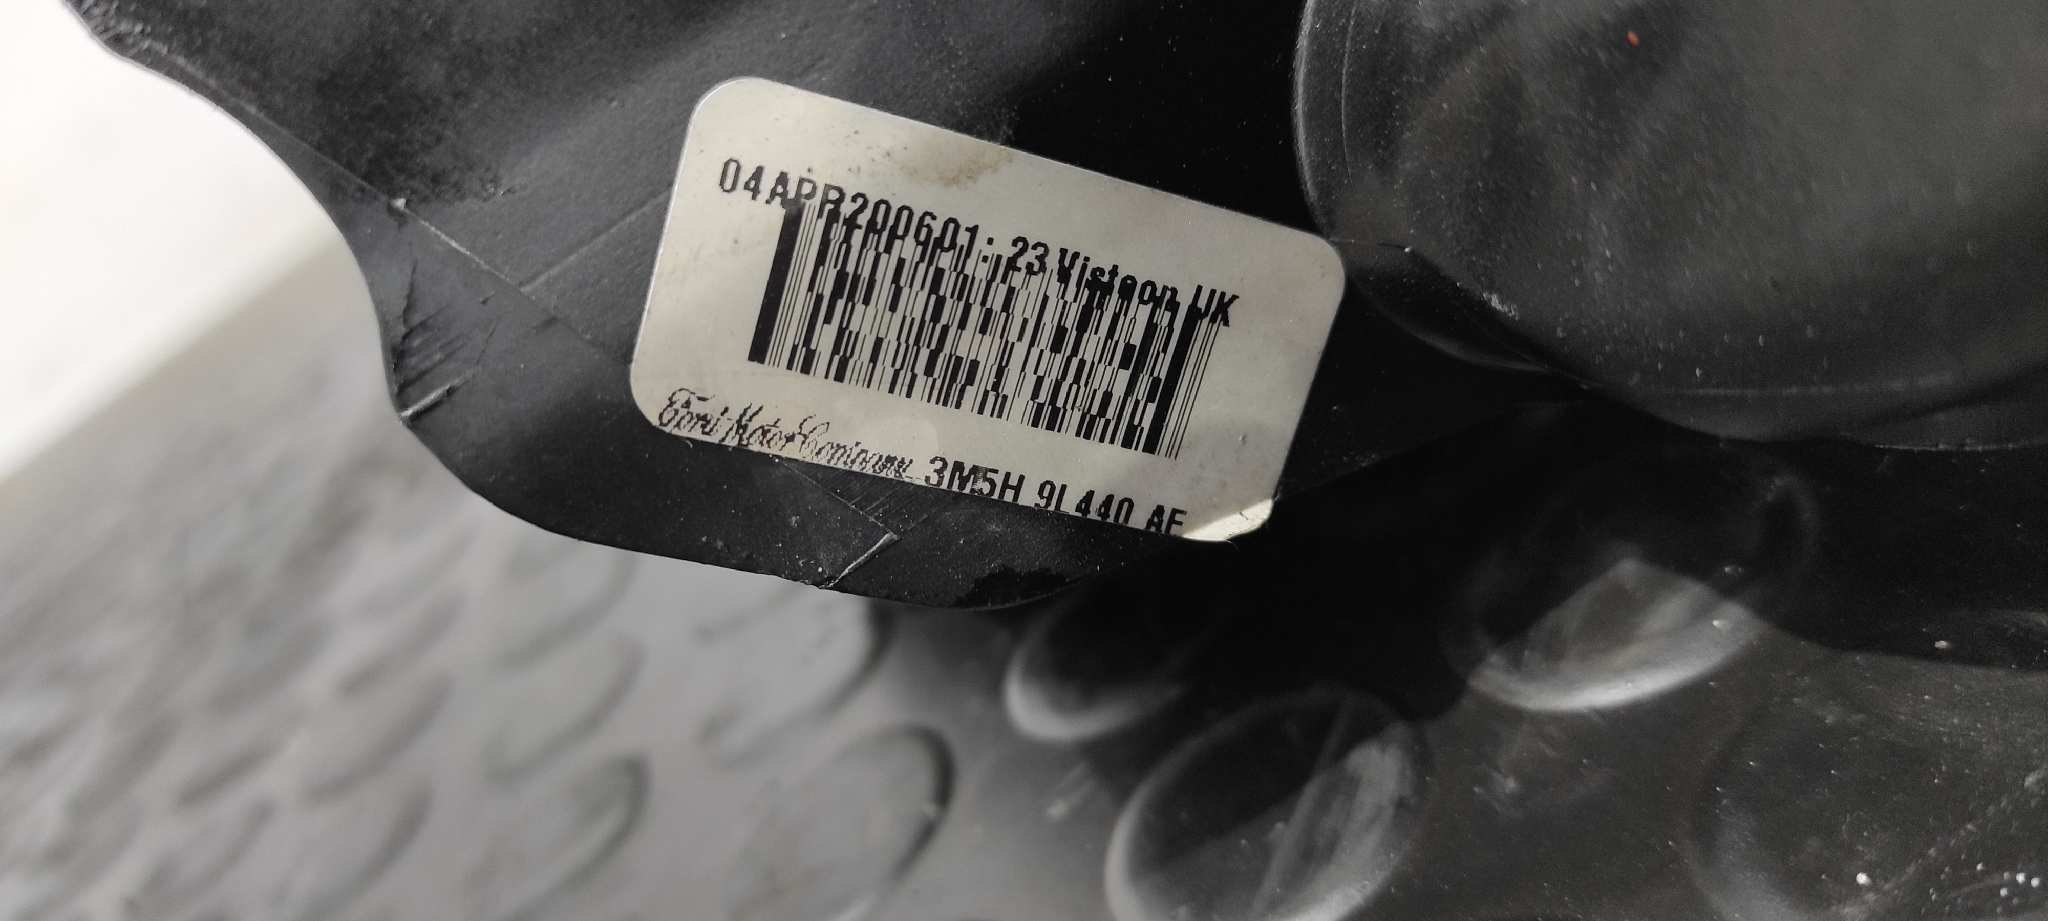 04APR200601:23 Visteon UK
Ford Motor Company 3M5H 9L440 AE